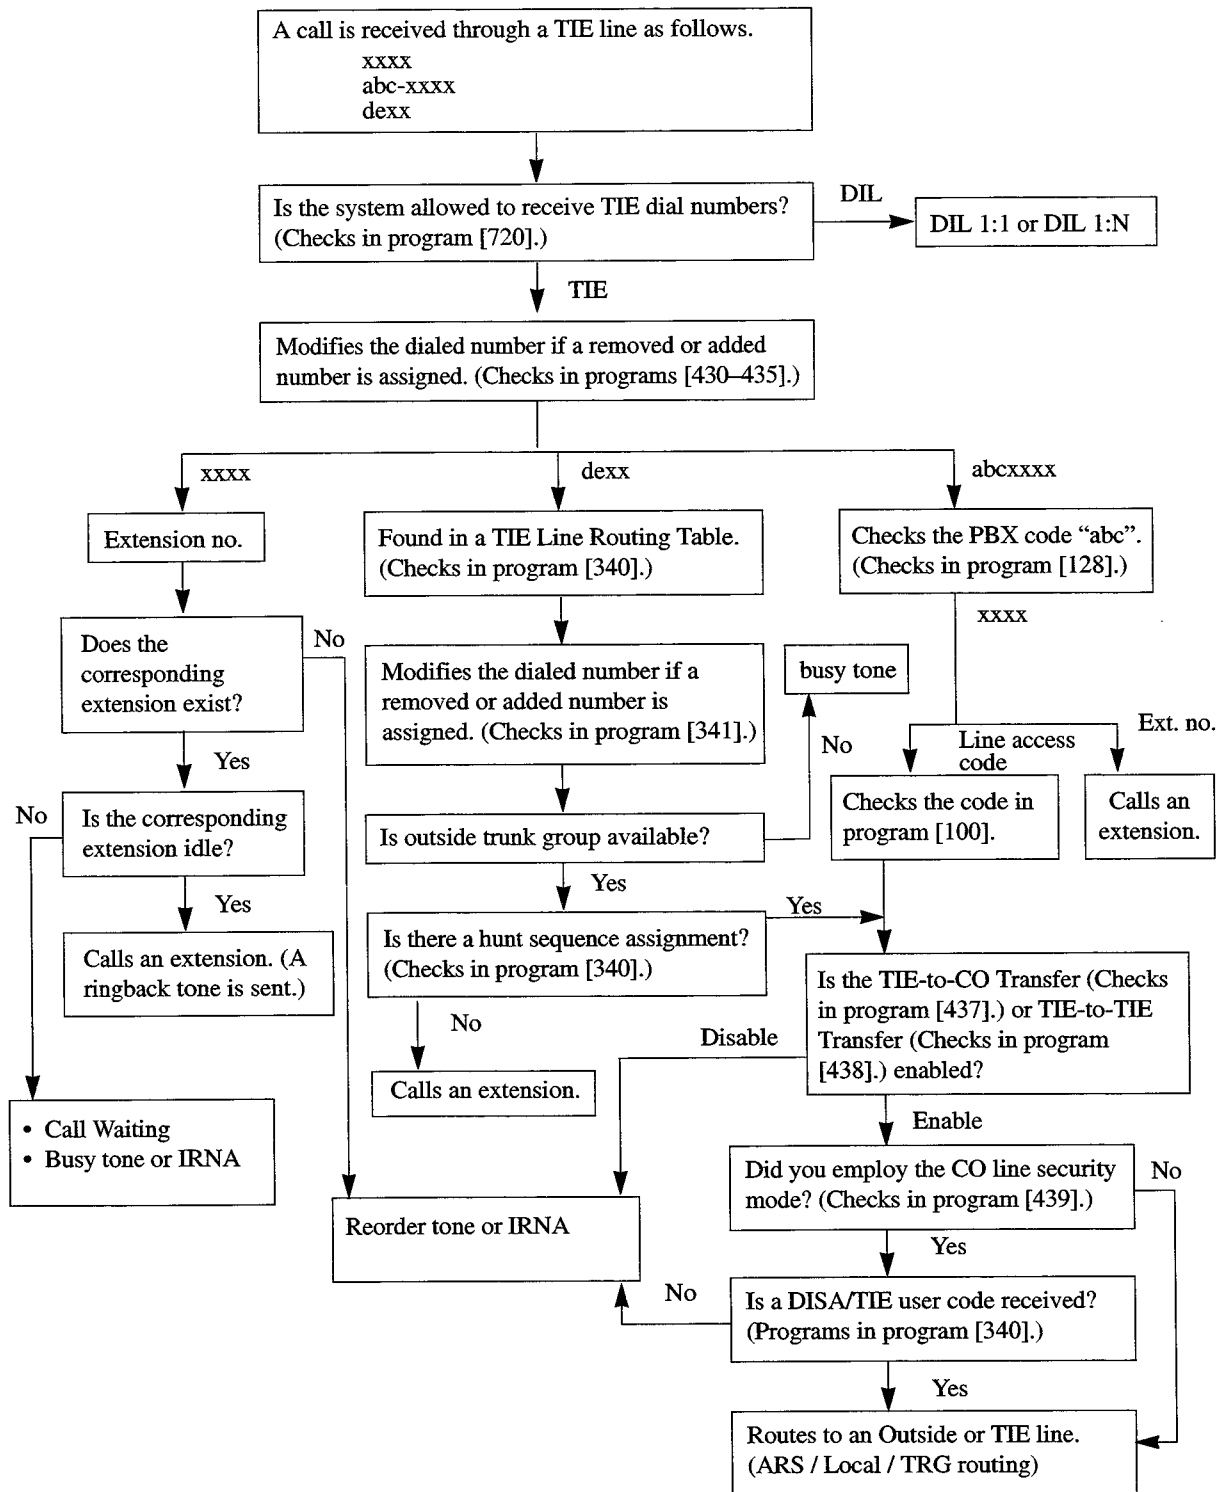 A call is received through a TIE line as follows.
xxxx
abc-xxxx
dexx
Is the system allowed to receive TIE dial numbers?
(Checks in program [720].)
DIL
DIL 1:1 or DIL 1:N
TIE
Modifies the dialed number if a removed or added
number is assigned. (Checks in programs [430–435].)
xxxx
dexx
abcxxxx
Extension no.
Found in a TIE Line Routing Table.
(Checks in program [340].)
Checks the PBX code “abc”.
(Checks in program [128].)
xxxx
Does the
corresponding
extension exist?
No
Modifies the dialed number if a
removed or added number is
assigned. (Checks in program [341].)
busy tone
No
Yes
Line access
code
Ext. no.
No
Is the corresponding
extension idle?
Is outside trunk group available?
Checks the code in
program [100].
Calls an
extension.
Yes
Yes
Calls an extension. (A
ringback tone is sent.)
Is there a hunt sequence assignment?
(Checks in program [340].)
Yes
No
Calls an extension.
Is the TIE-to-CO Transfer (Checks
in program [437].) or TIE-to-TIE
Transfer (Checks in program
[438].) enabled?
Disable
Enable
• Call Waiting
• Busy tone or IRNA
Did you employ the CO line security
mode? (Checks in program [439].)
No
Reorder tone or IRNA
Yes
Is a DISA/TIE user code received?
(Programs in program [340].)
No
Yes
Routes to an Outside or TIE line.
(ARS / Local / TRG routing)